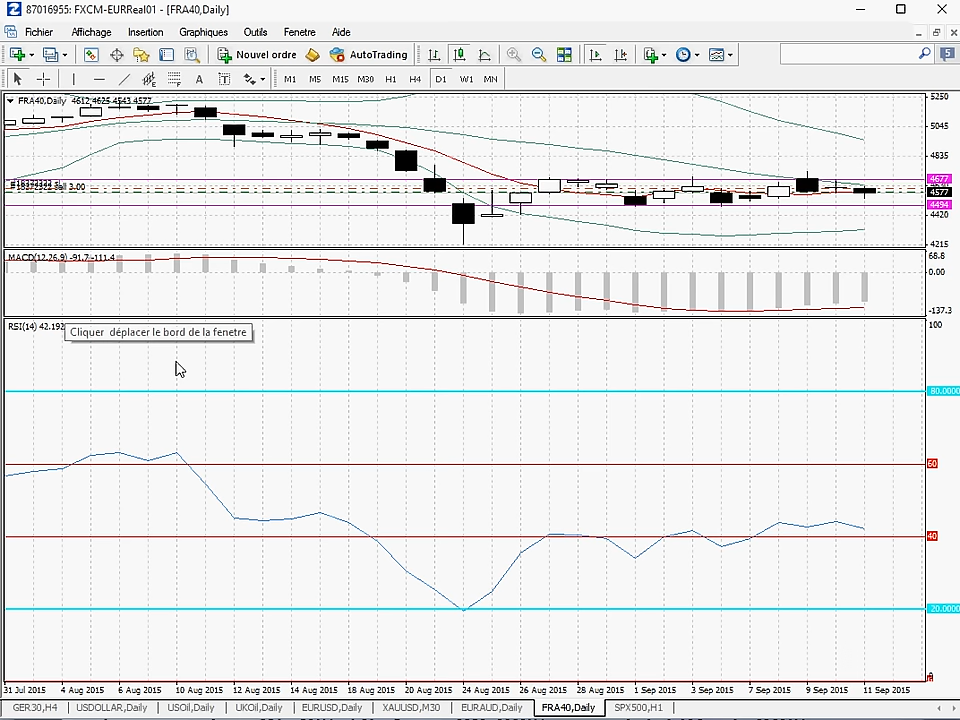 87016955: FXCM-EURReal01 - [FRA40,Daily]
Fichier Affichage Insertion Graphiques Outils Fenetre Aide
Nouvel ordre AutoTrading 5
A T M1 M5 M15 M30 H1 H4 D1 W1 MN
FRA40,Daily 4612 4625 4543 4577
5250
5045
4835
4577
4577
4494
4420
4215
MACD(12,26,9) -91.7 -111.4
68.8
0.00
-137.3
RSI(14) 42.192
Cliquer déplacer le bord de la fenetre
100
80.0000
60
40
20.0000
31 Jul 2015 4 Aug 2015 6 Aug 2015 10 Aug 2015 12 Aug 2015 14 Aug 2015 18 Aug 2015 20 Aug 2015 24 Aug 2015 26 Aug 2015 28 Aug 2015 1 Sep 2015 3 Sep 2015 7 Sep 2015 9 Sep 2015 11 Sep 2015
GER30,H4 USDOLLAR,Daily USOil,Daily UKOil,Daily EURUSD,Daily XAUUSD,M30 EURAUD,Daily FRA40,Daily SPX500,H1